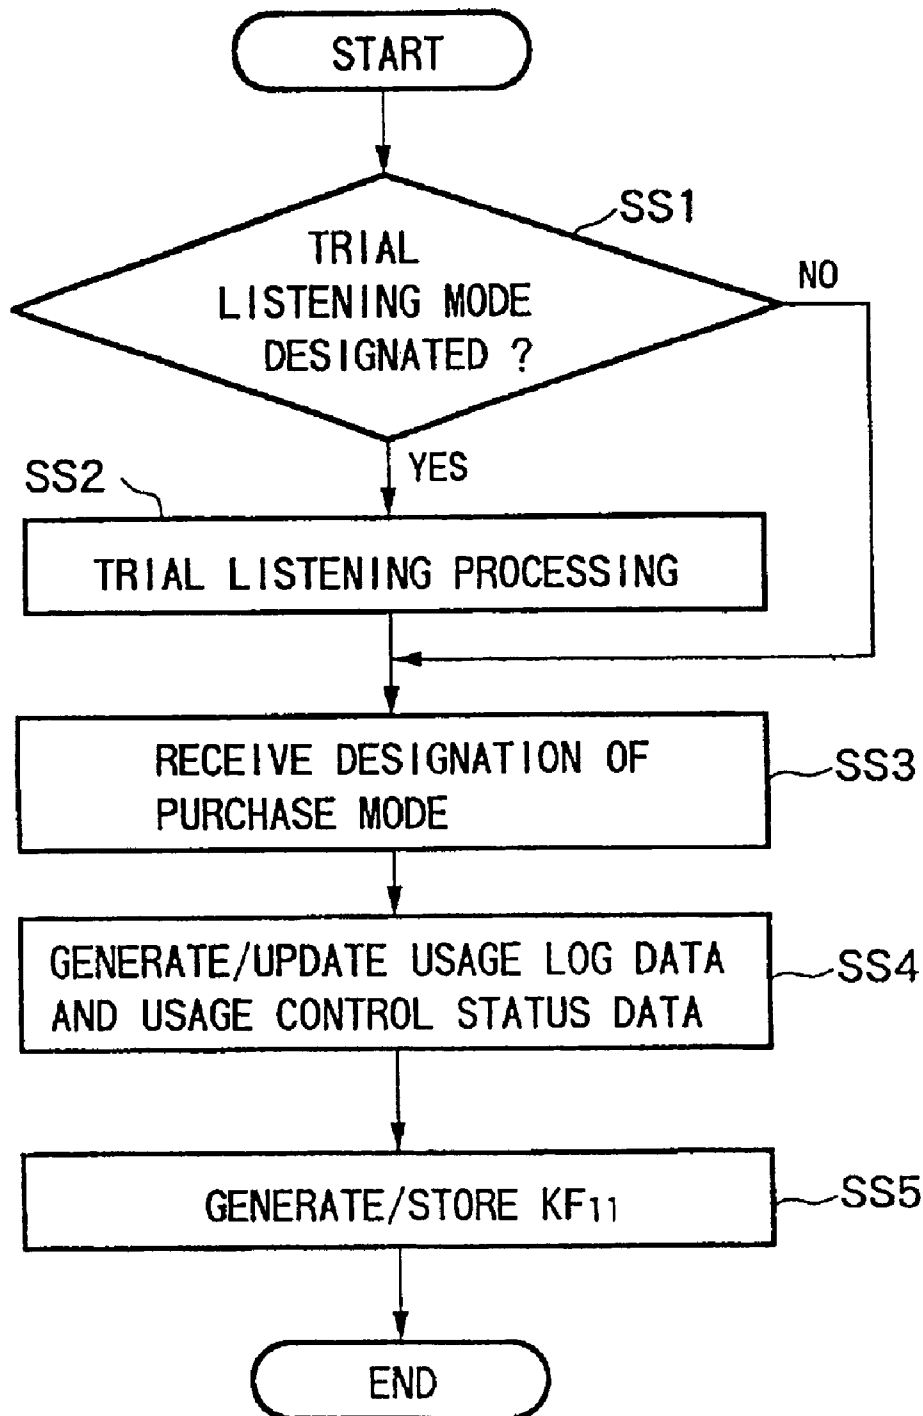 START
SS1
TRIAL
LISTENING MODE
DESIGNATED ?
NO
YES
SS2
TRIAL LISTENING PROCESSING
RECEIVE DESIGNATION OF
PURCHASE MODE
SS3
GENERATE/UPDATE USAGE LOG DATA
AND USAGE CONTROL STATUS DATA
SS4
GENERATE/STORE KF₁₁
SS5
END